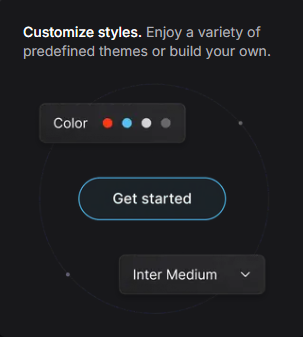 Customize styles. Enjoy a variety of
predefined themes or build your own.
Color
Get started
Inter Medium